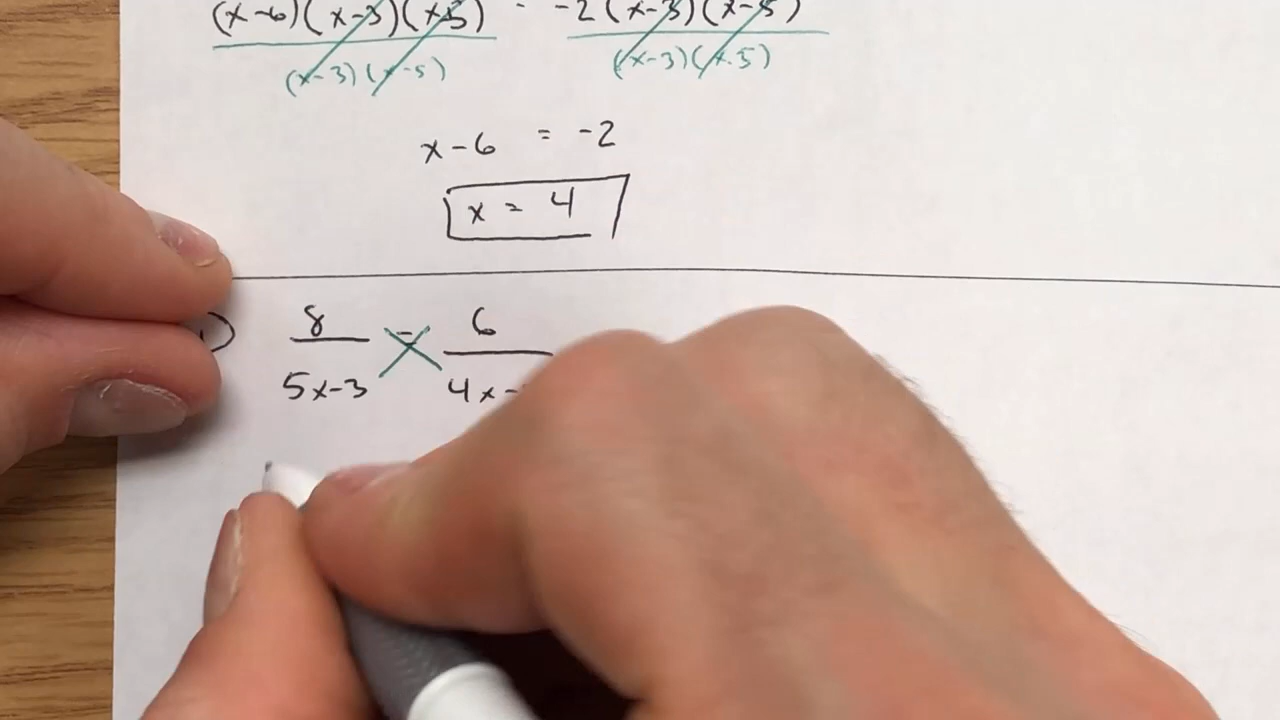 (x-6)(x-3)(x-5) = -2(x-3)(x-5)
(x-3)(x-5) (x-3)(x-5)
x-6 = -2
x = 4
8 = 6
5x-3 4x-